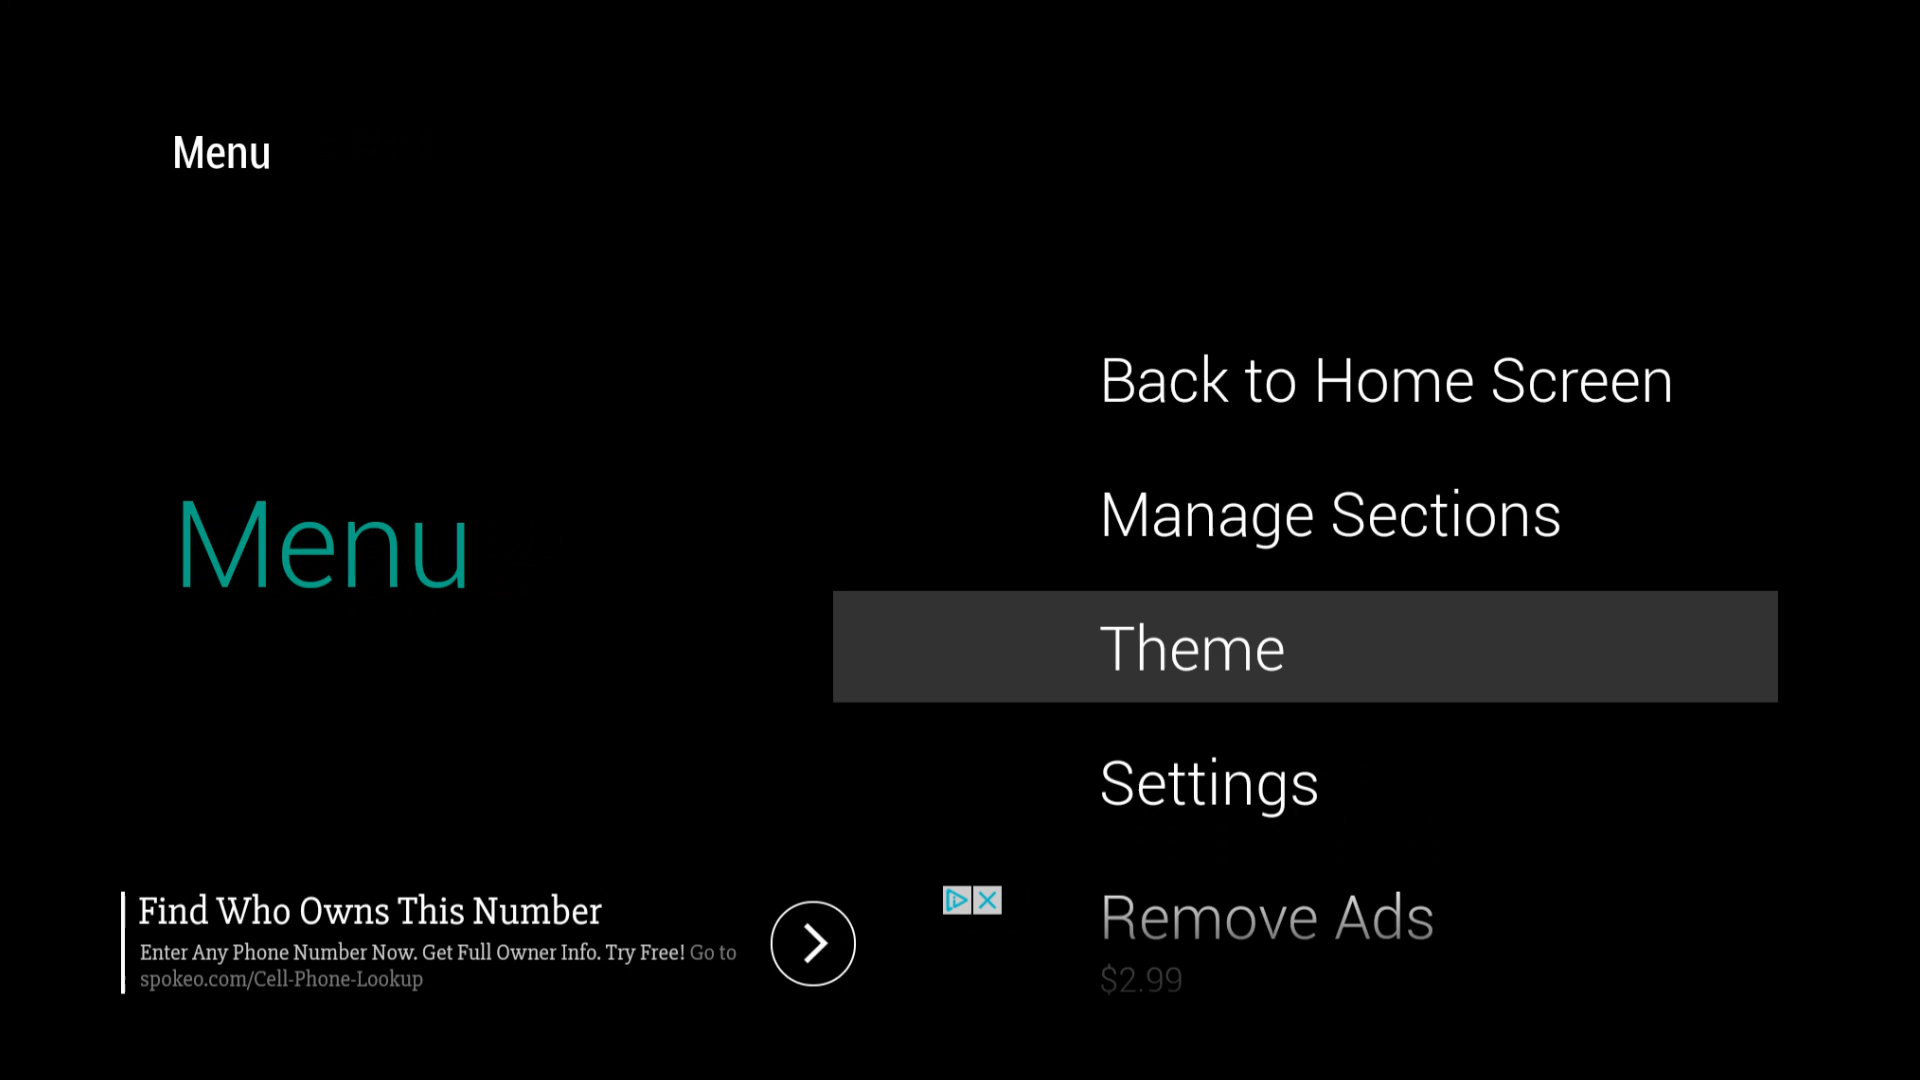 Menu
Menu
Back to Home Screen
Manage Sections
Theme
Settings
Remove Ads
$2.99
Find Who Owns This Number
Enter Any Phone Number Now. Get Full Owner Info. Try Free! Go to
spokeo.com/Cell-Phone-Lookup